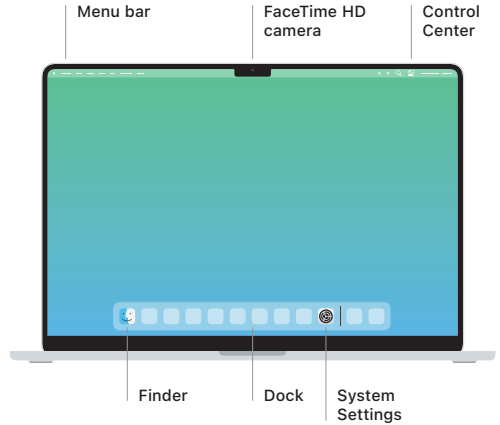 Menu bar
FaceTime HD
camera
Control
Center
Finder
Dock
System
Settings